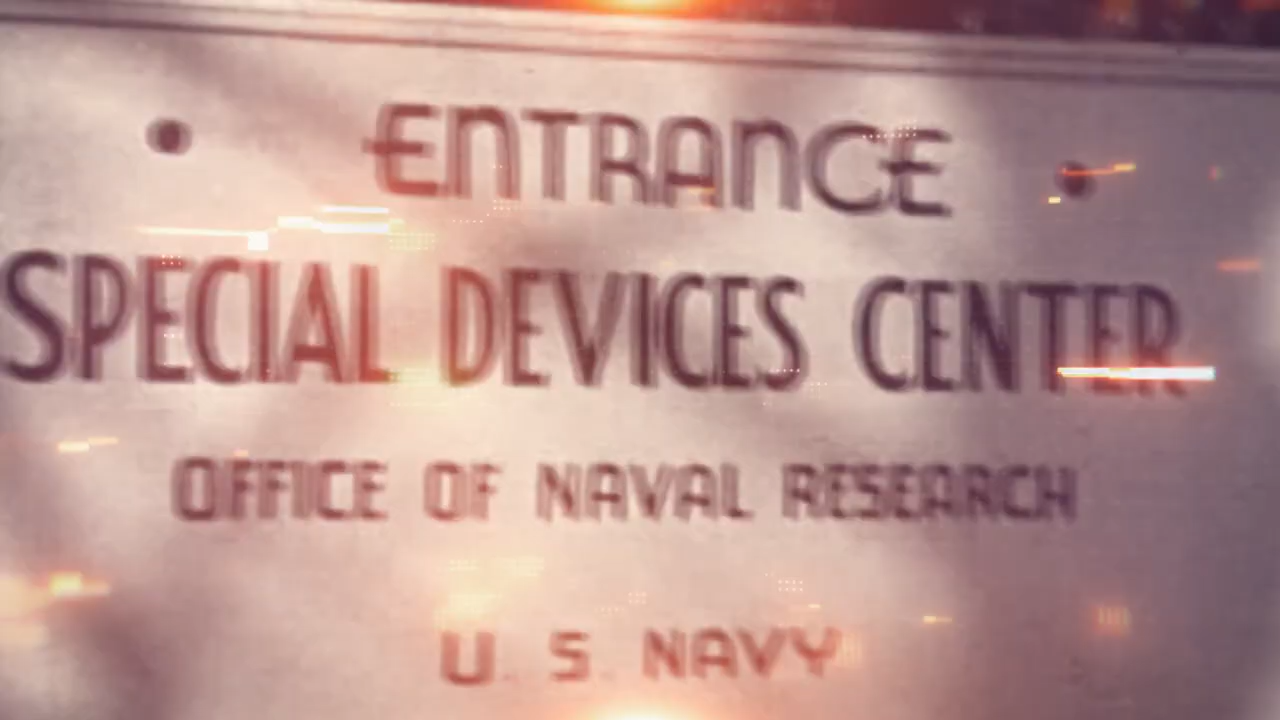 ENTRANCE
SPECIAL DEVICES CENTER
OFFICE OF NAVAL RESEARCH
U. S. NAVY